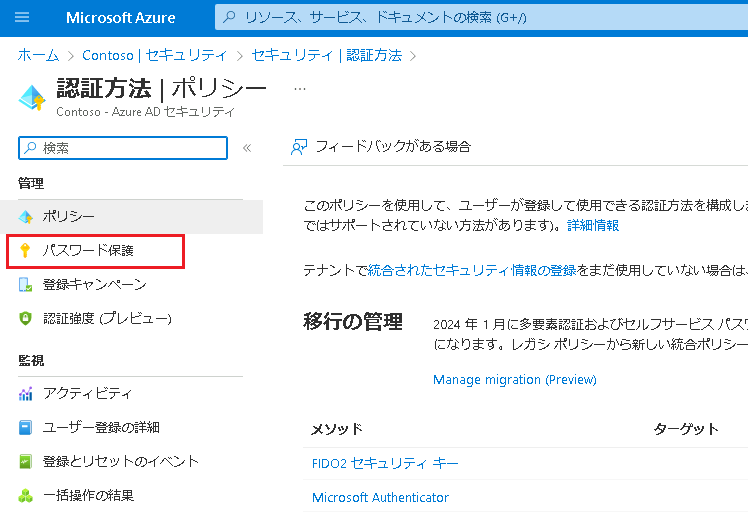 Microsoft Azure
リソース、サービス、ドキュメントの検索 (G+/)
ホーム > Contoso | セキュリティ > セキュリティ | 認証方法 >
認証方法 | ポリシー ...
Contoso - Azure AD セキュリティ
検索
管理
ポリシー
パスワード保護
登録キャンペーン
認証強度 (プレビュー)
監視
アクティビティ
ユーザー登録の詳細
登録とリセットのイベント
一括操作の結果
フィードバックがある場合
このポリシーを使用して、ユーザーが登録して使用できる認証方法を構成しま
ではサポートされていない方法があります)。詳細情報
テナントで統合されたセキュリティ情報の登録をまだ使用していない場合は、
移行の管理
2024 年 1 月に多要素認証およびセルフサービス パスワ
になります。レガシ ポリシーから新しい統合ポリシー
Manage migration (Preview)
メソッド ターゲット
FIDO2 セキュリティ キー
Microsoft Authenticator